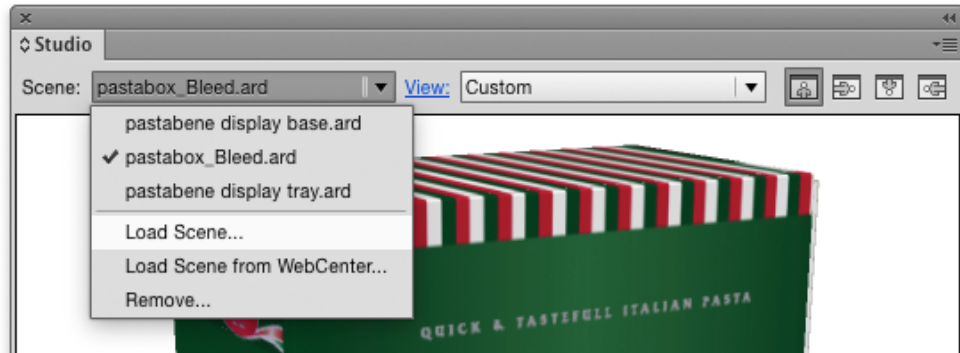 Studio
Scene: pastabox_Bleed.ard View: Custom
pastabene display base.ard
pastabox_Bleed.ard
pastabene display tray.ard
Load Scene...
Load Scene from WebCenter...
Remove...
QUICK & TASTEFULL ITALIAN PASTA